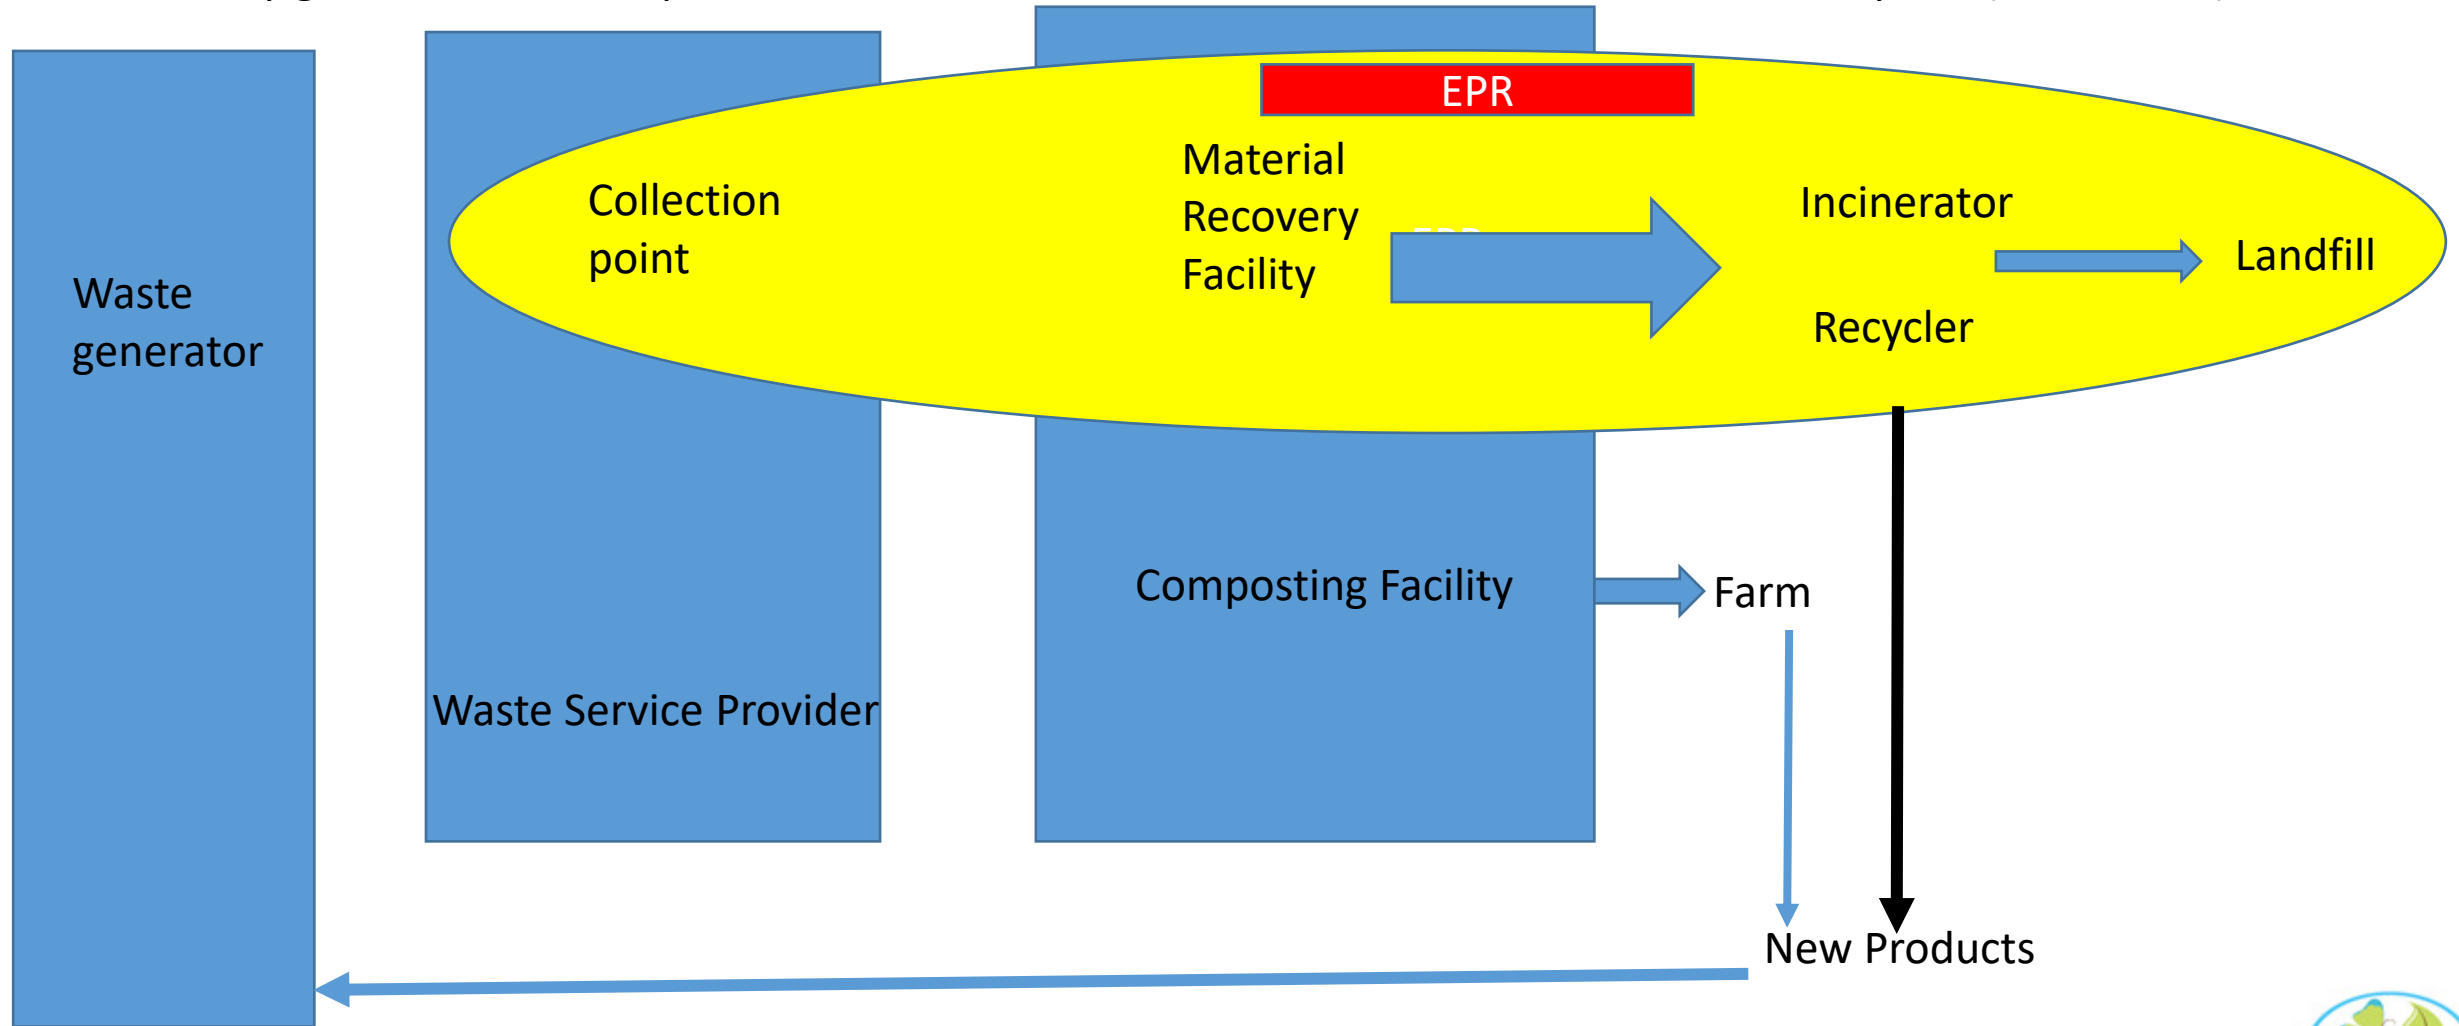 EPR
Material
Recovery
Facility
Collection
point
Incinerator
Landfill
Recycler
Waste
generator
Composting Facility
Farm
Waste Service Provider
New Products